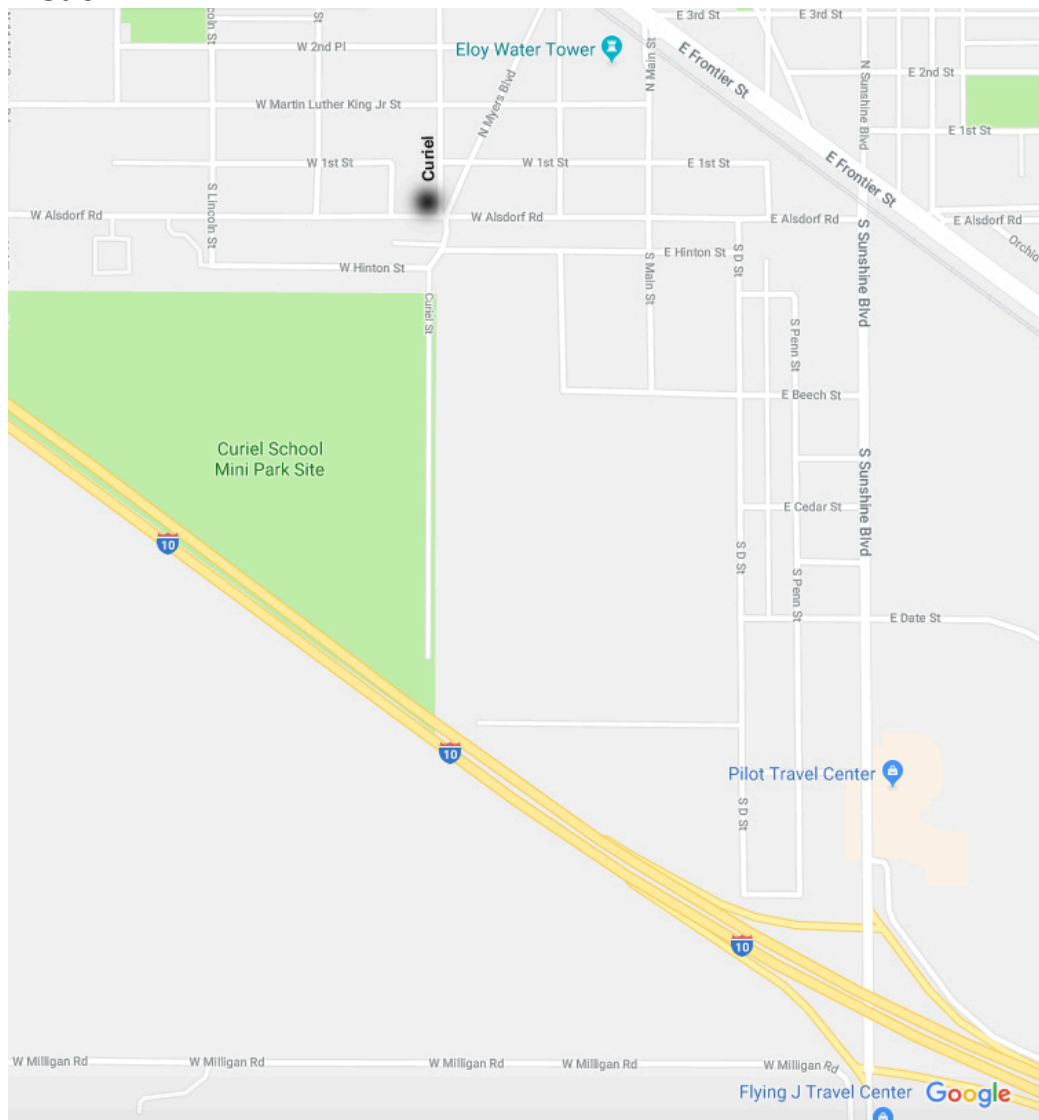 E 3rd St
E 3rd St
W 2nd Pl
Eloy Water Tower
N Main St
E Frontier St
N Sunshine Blvd
E 2nd St
W Martin Luther King Jr St
N Myers Blvd
E 1st St
W 1st St
Curiel
W 1st St
E 1st St
E Frontier St
S Lincoln St
W Alsdorf Rd
W Alsdorf Rd
E Alsdorf Rd
E Alsdorf Rd
W Hinton St
E Hinton St
S Main St
S D St
S Sunshine Blvd
Curiel St
S Penn St
E Beech St
Curiel School
Mini Park Site
S Sunshine Blvd
E Cedar St
10
S D St
S Penn St
E Date St
10
Pilot Travel Center
S D St
10
W Milligan Rd
W Milligan Rd
W Milligan Rd
W Milligan Rd
W Milligan Rd
Flying J Travel Center
Google